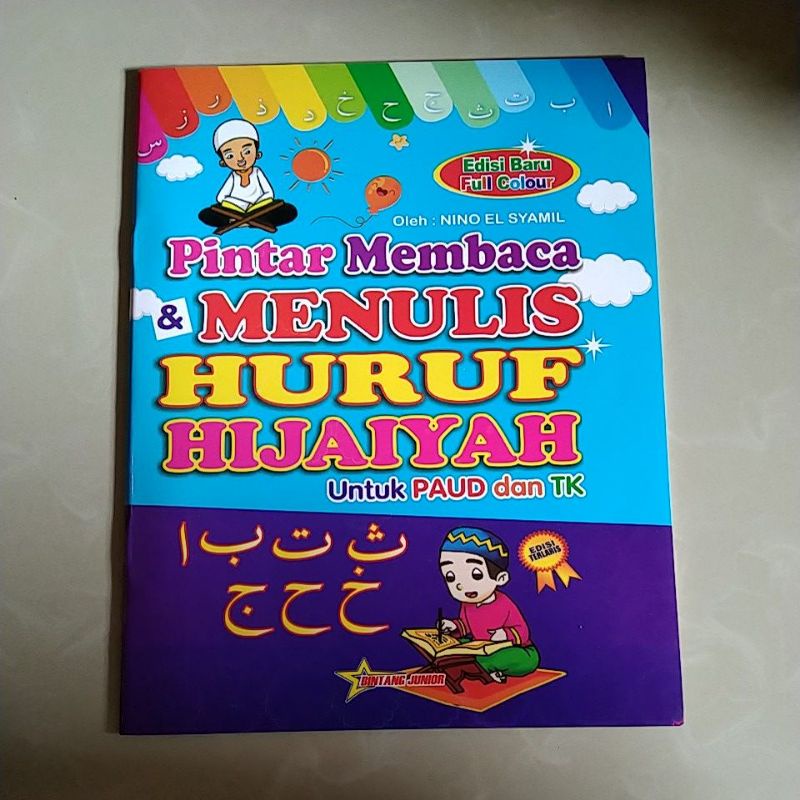 ا ب ت ث ج ح خ د ذ ر ز س
Edisi Baru
Full Colour
Oleh : NINO EL SYAMIL
Pintar Membaca
& MENULIS
HURUF
HIJAIYAH
Untuk PAUD dan TK
ا ب ت ث
ج ح خ
EDISI
TERLARIS
BINTANG JUNIOR